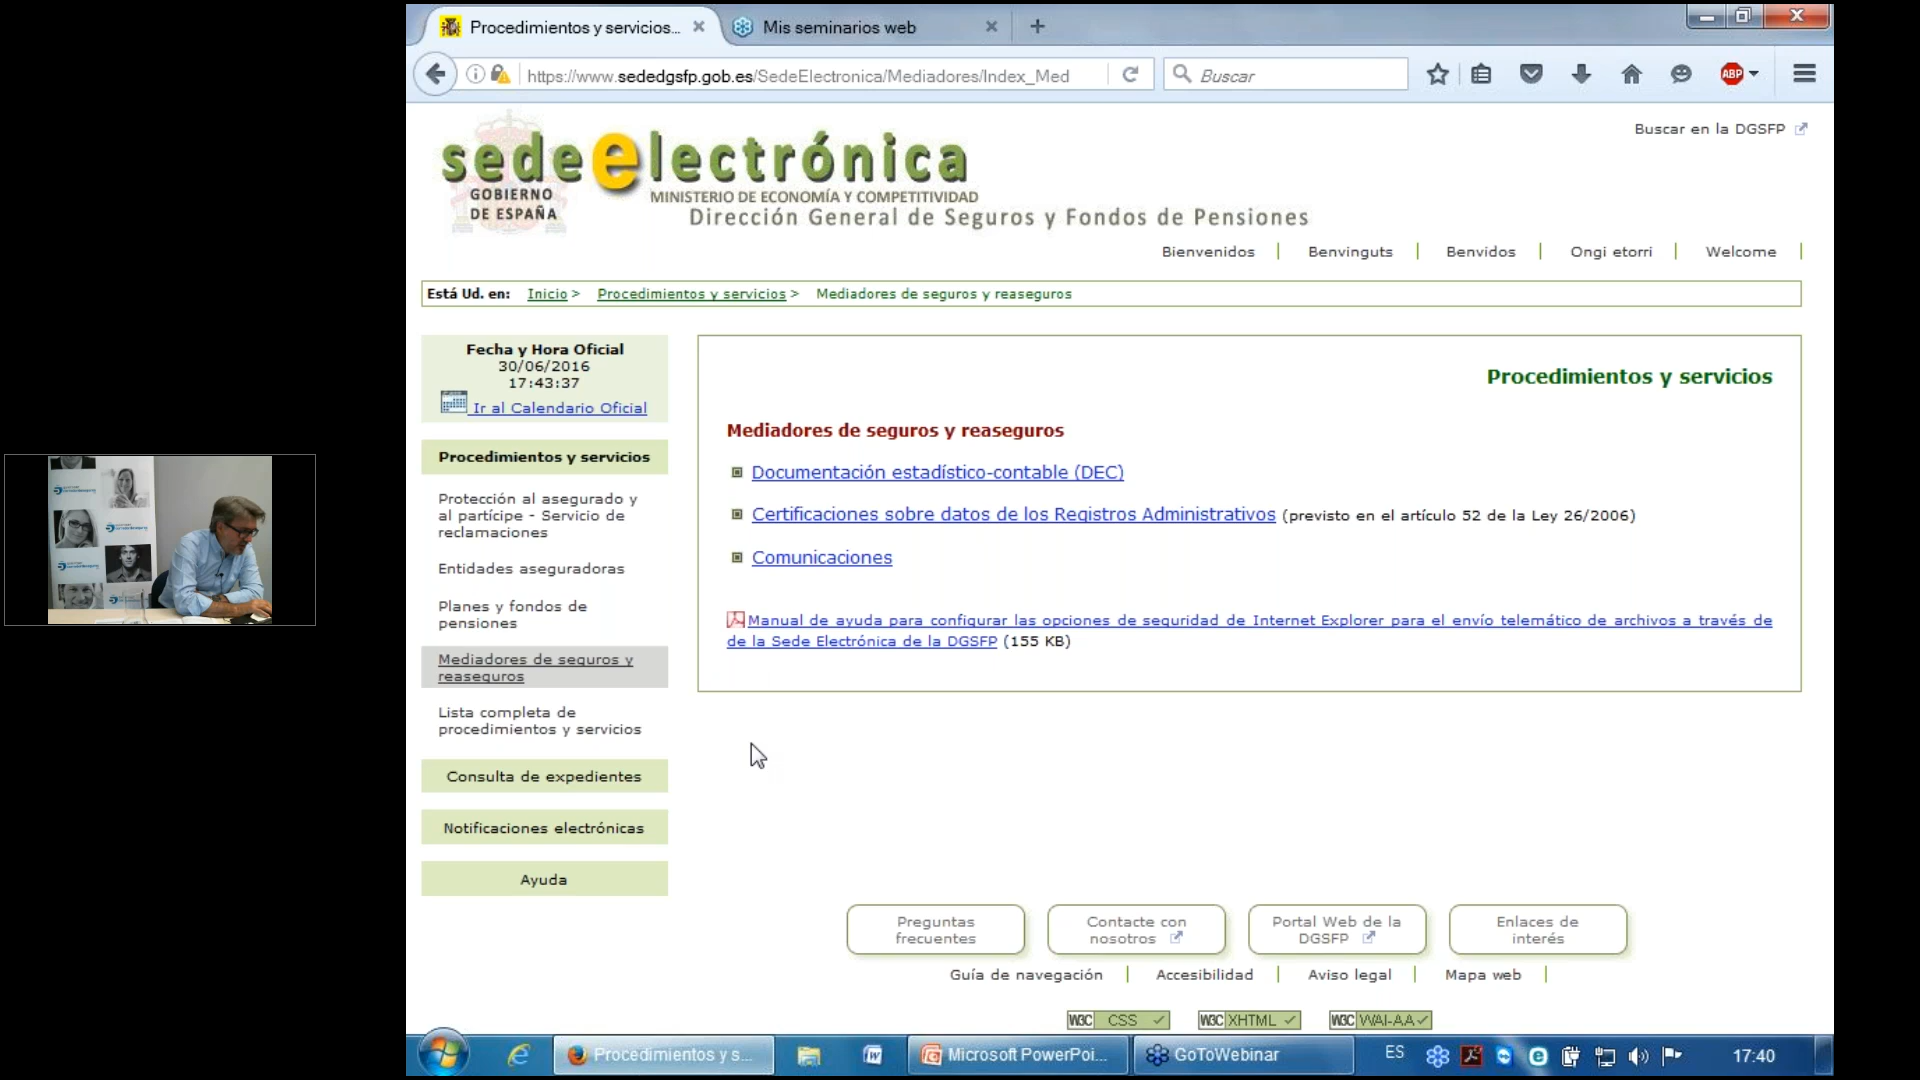 Procedimientos y servicios...
Mis seminarios web
https://www.sededgsfp.gob.es/SedeElectronica/Mediadores/Index_Med
Buscar
ABP
Buscar en la DGSFP
sedeelectrónica
GOBIERNO
DE ESPAÑA
MINISTERIO DE ECONOMÍA Y COMPETITIVIDAD
Dirección General de Seguros y Fondos de Pensiones
Bienvenidos | Benvinguts | Benvidos | Ongi etorri | Welcome |
Está Ud. en: Inicio > Procedimientos y servicios > Mediadores de seguros y reaseguros
Fecha y Hora Oficial
30/06/2016
17:43:37
Ir al Calendario Oficial
Procedimientos y servicios
Protección al asegurado y
al partícipe - Servicio de
reclamaciones
Entidades aseguradoras
Planes y fondos de
pensiones
Mediadores de seguros y
reaseguros
Lista completa de
procedimientos y servicios
Consulta de expedientes
Notificaciones electrónicas
Ayuda
Procedimientos y servicios
Mediadores de seguros y reaseguros
Documentación estadístico-contable (DEC)
Certificaciones sobre datos de los Registros Administrativos (previsto en el artículo 52 de la Ley 26/2006)
Comunicaciones
Manual de ayuda para configurar las opciones de seguridad de Internet Explorer para el envío telemático de archivos a través de
de la Sede Electrónica de la DGSFP (155 KB)
Preguntas
frecuentes
Contacte con
nosotros
Portal Web de la
DGSFP
Enlaces de
interés
Guía de navegación | Accesibilidad | Aviso legal | Mapa web |
W3C CSS
W3C XHTML
W3C WAI-AA
Procedimientos y s...
Microsoft PowerPoi...
GoToWebinar
ES
17:40